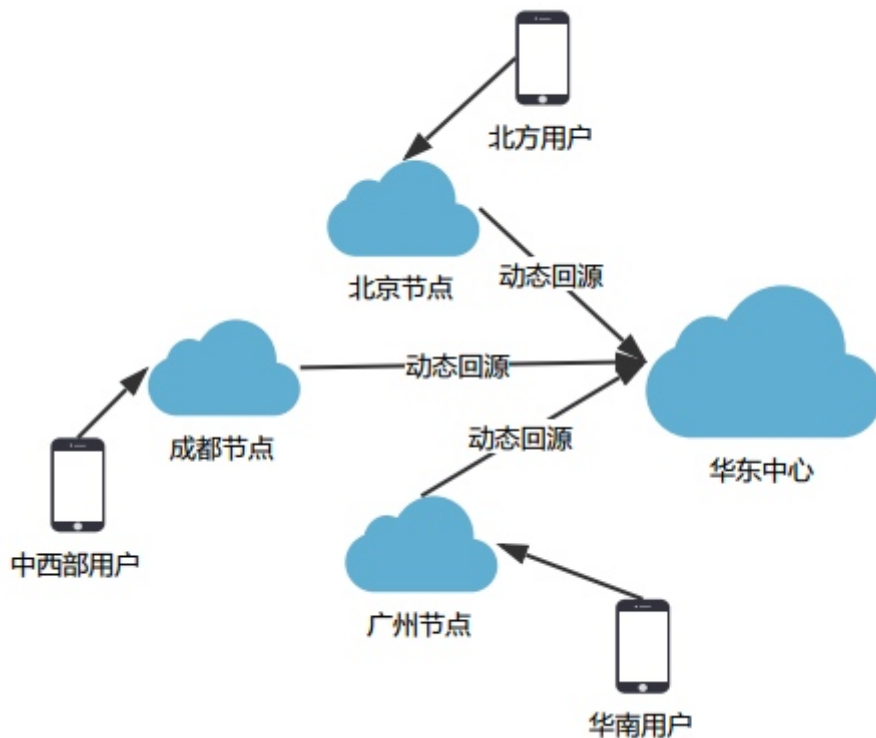 北方用户
北京节点
动态回源
动态回源
成都节点
动态回源
华东中心
中西部用户
广州节点
华南用户